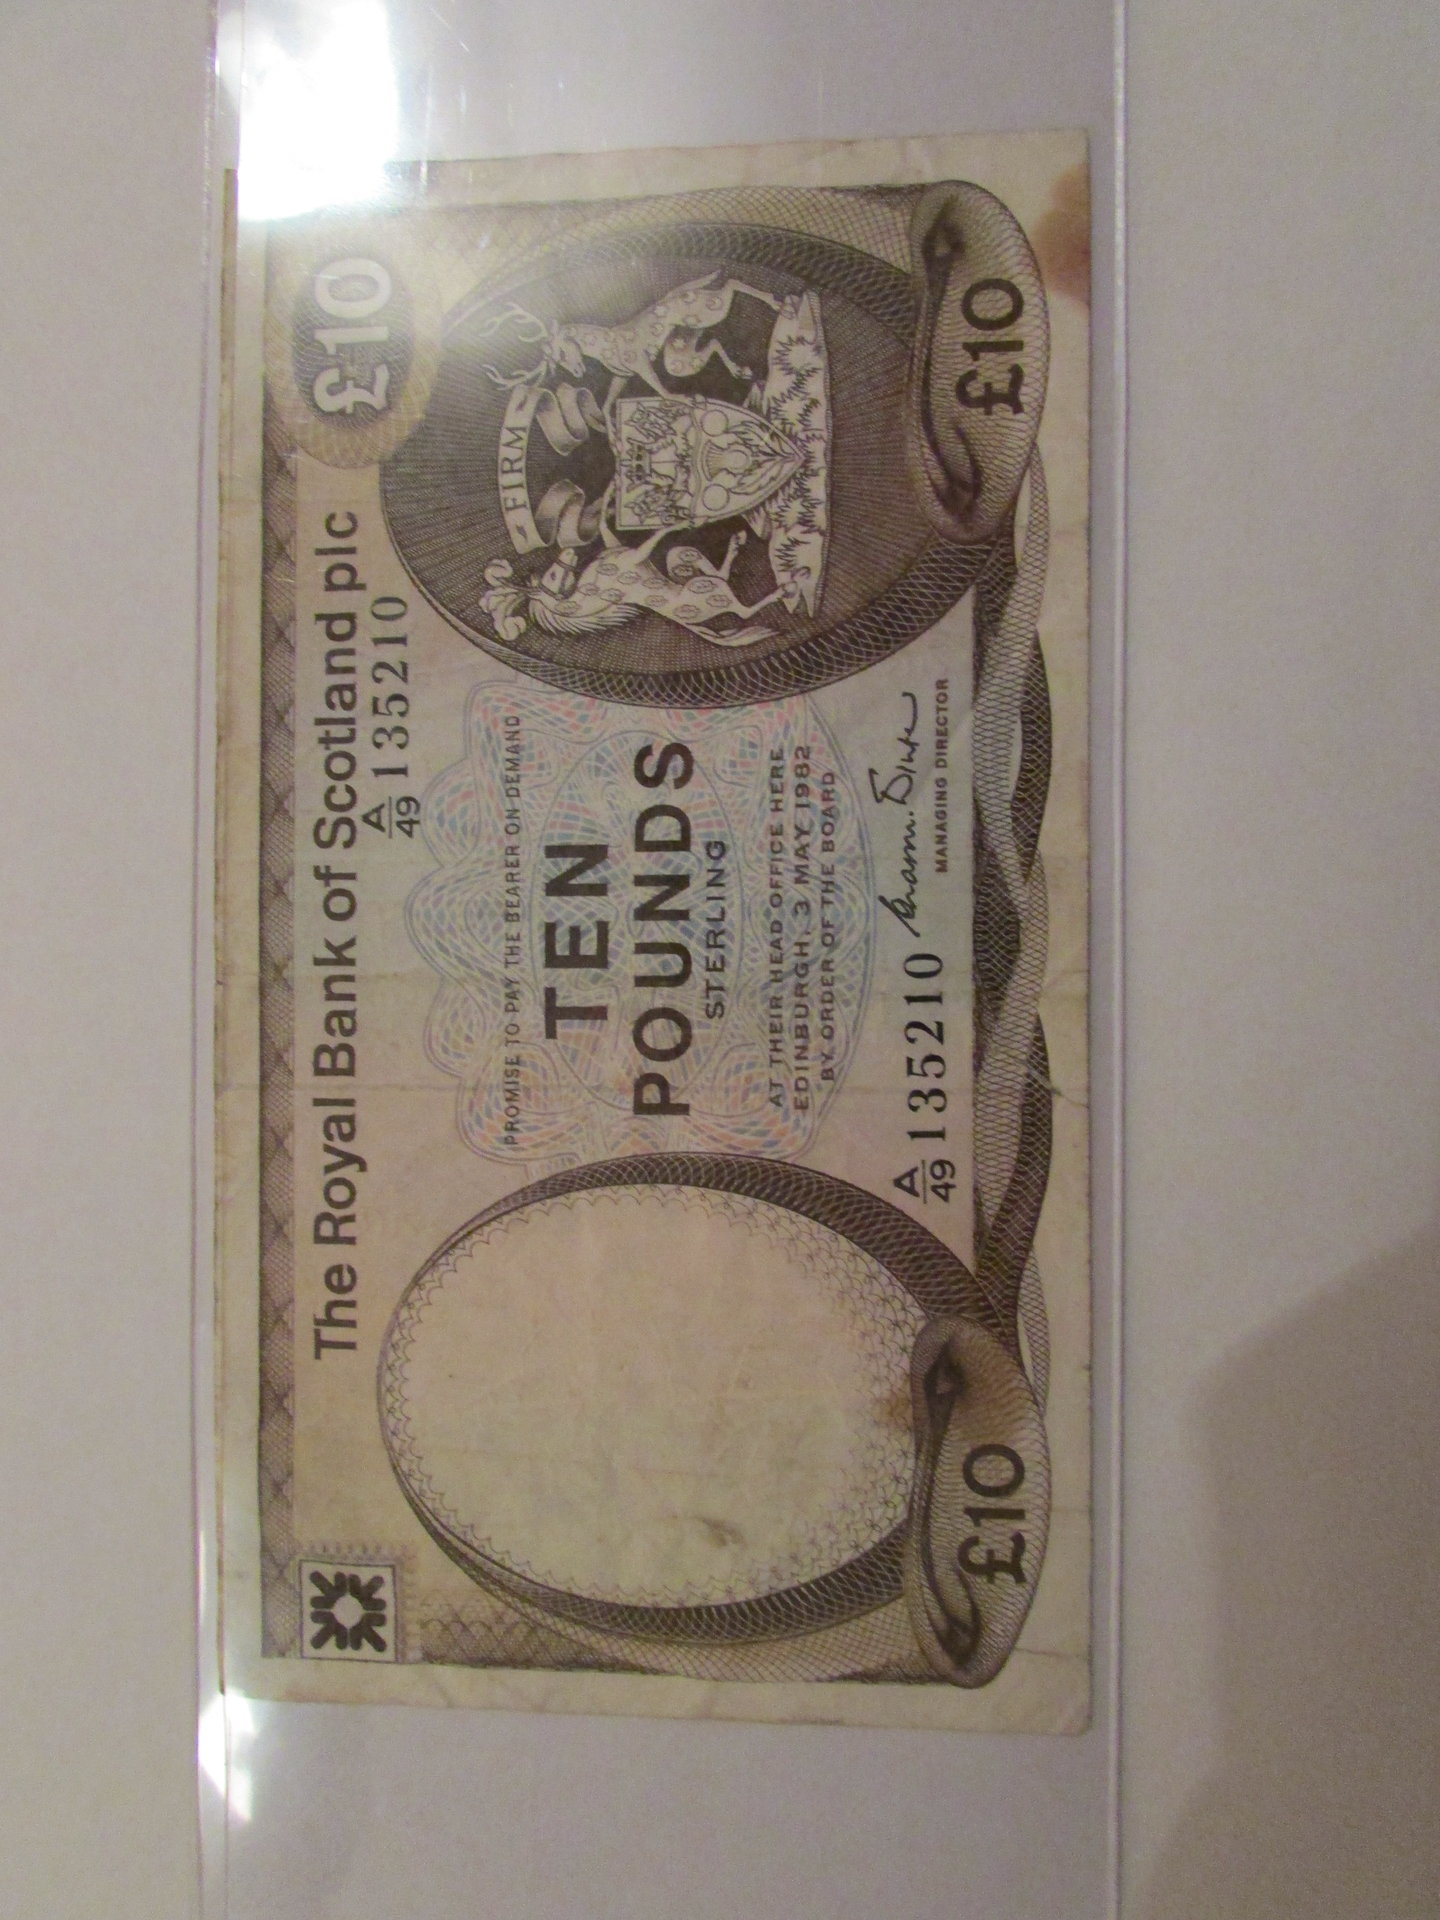 The Royal Bank of Scotland plc
£10
A
49 135210
FIRM
PROMISE TO PAY THE BEARER ON DEMAND
TEN
POUNDS
STERLING
AT THEIR HEAD OFFICE HERE
EDINBURGH, 3 MAY 1982
BY ORDER OF THE BOARD
A
49 135210
MANAGING DIRECTOR
£10
£10